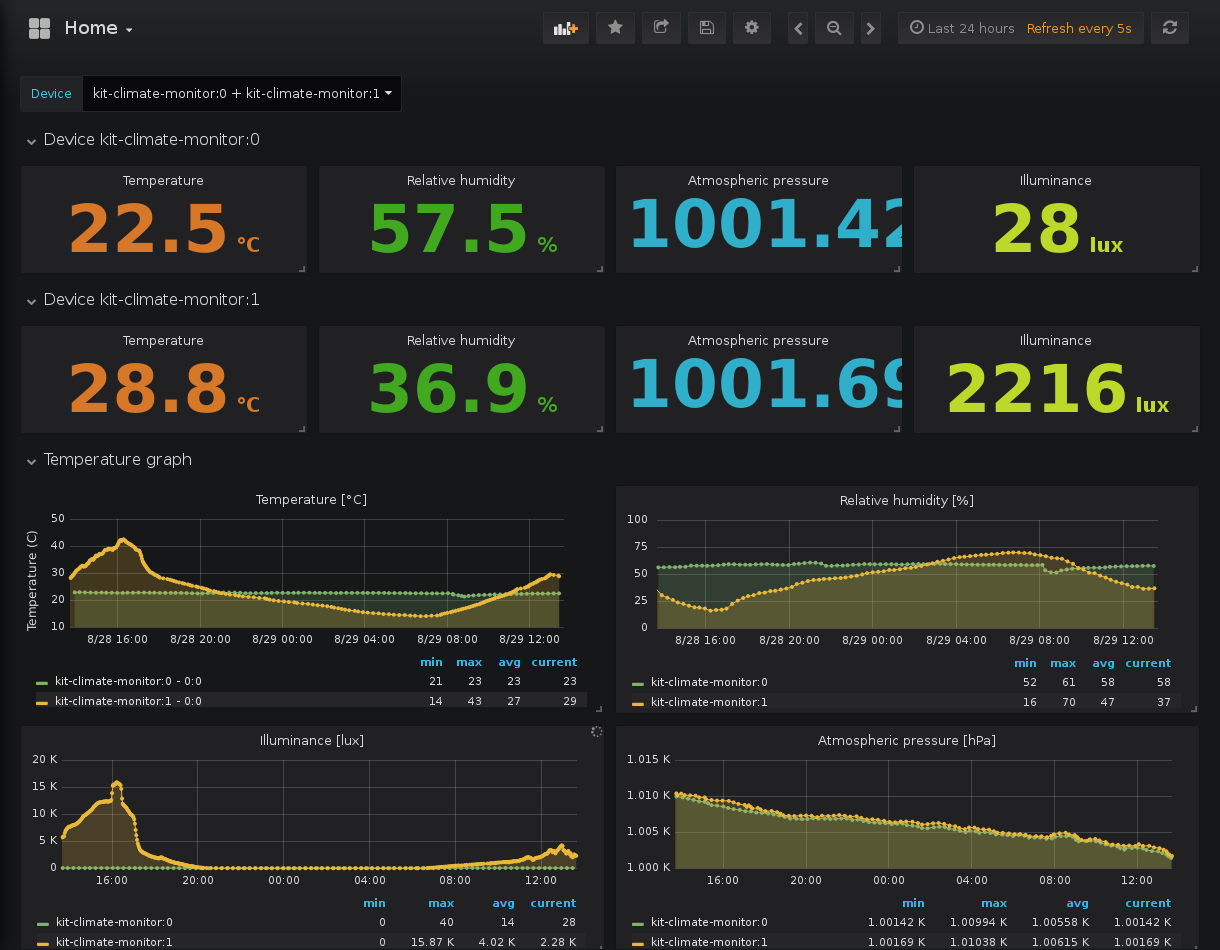 Home
Last 24 hours Refresh every 5s
Device kit-climate-monitor:0 + kit-climate-monitor:1
Device kit-climate-monitor:0
Temperature Relative humidity Atmospheric pressure Illuminance
22.5 °C 57.5 % 1001.42 28 lux
Device kit-climate-monitor:1
Temperature Relative humidity Atmospheric pressure Illuminance
28.8 °C 36.9 % 1001.69 2216 lux
Temperature graph
Temperature [°C]
Temperature (C)
50
40
30
20
10
8/28 16:00 8/28 20:00 8/29 00:00 8/29 04:00 8/29 08:00 8/29 12:00
min max avg current
kit-climate-monitor:0 - 0:0 21 23 23 23
kit-climate-monitor:1 - 0:0 14 43 27 29
Relative humidity [%]
100
75
50
25
0
8/28 16:00 8/28 20:00 8/29 00:00 8/29 04:00 8/29 08:00 8/29 12:00
min max avg current
kit-climate-monitor:0 52 61 58 58
kit-climate-monitor:1 16 70 47 37
Illuminance [lux]
20 K
15 K
10 K
5 K
0
16:00 20:00 00:00 04:00 08:00 12:00
min max avg current
kit-climate-monitor:0 0 40 14 28
kit-climate-monitor:1 0 15.87 K 4.02 K 2.28 K
Atmospheric pressure [hPa]
1.015 K
1.010 K
1.005 K
1.000 K
16:00 20:00 00:00 04:00 08:00 12:00
min max avg current
kit-climate-monitor:0 1.00142 K 1.00994 K 1.00558 K 1.00142 K
kit-climate-monitor:1 1.00169 K 1.01038 K 1.00615 K 1.00169 K